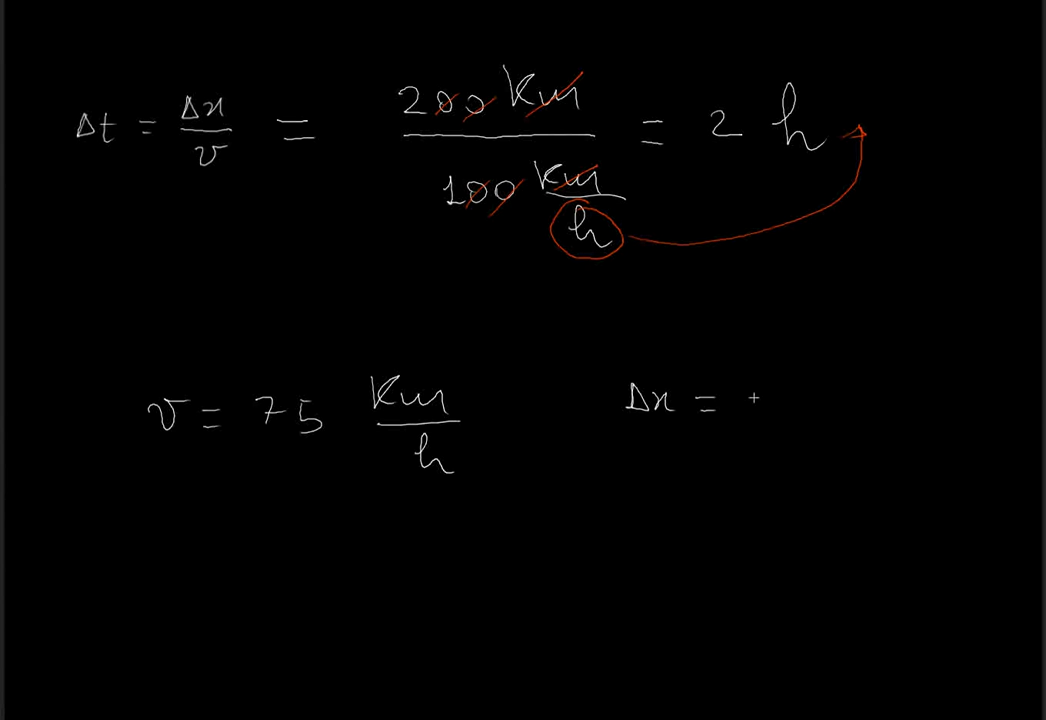 Δt = Δx/v = 200 Km / 100 Km/h = 2 h
v = 75 Km/h Δx =